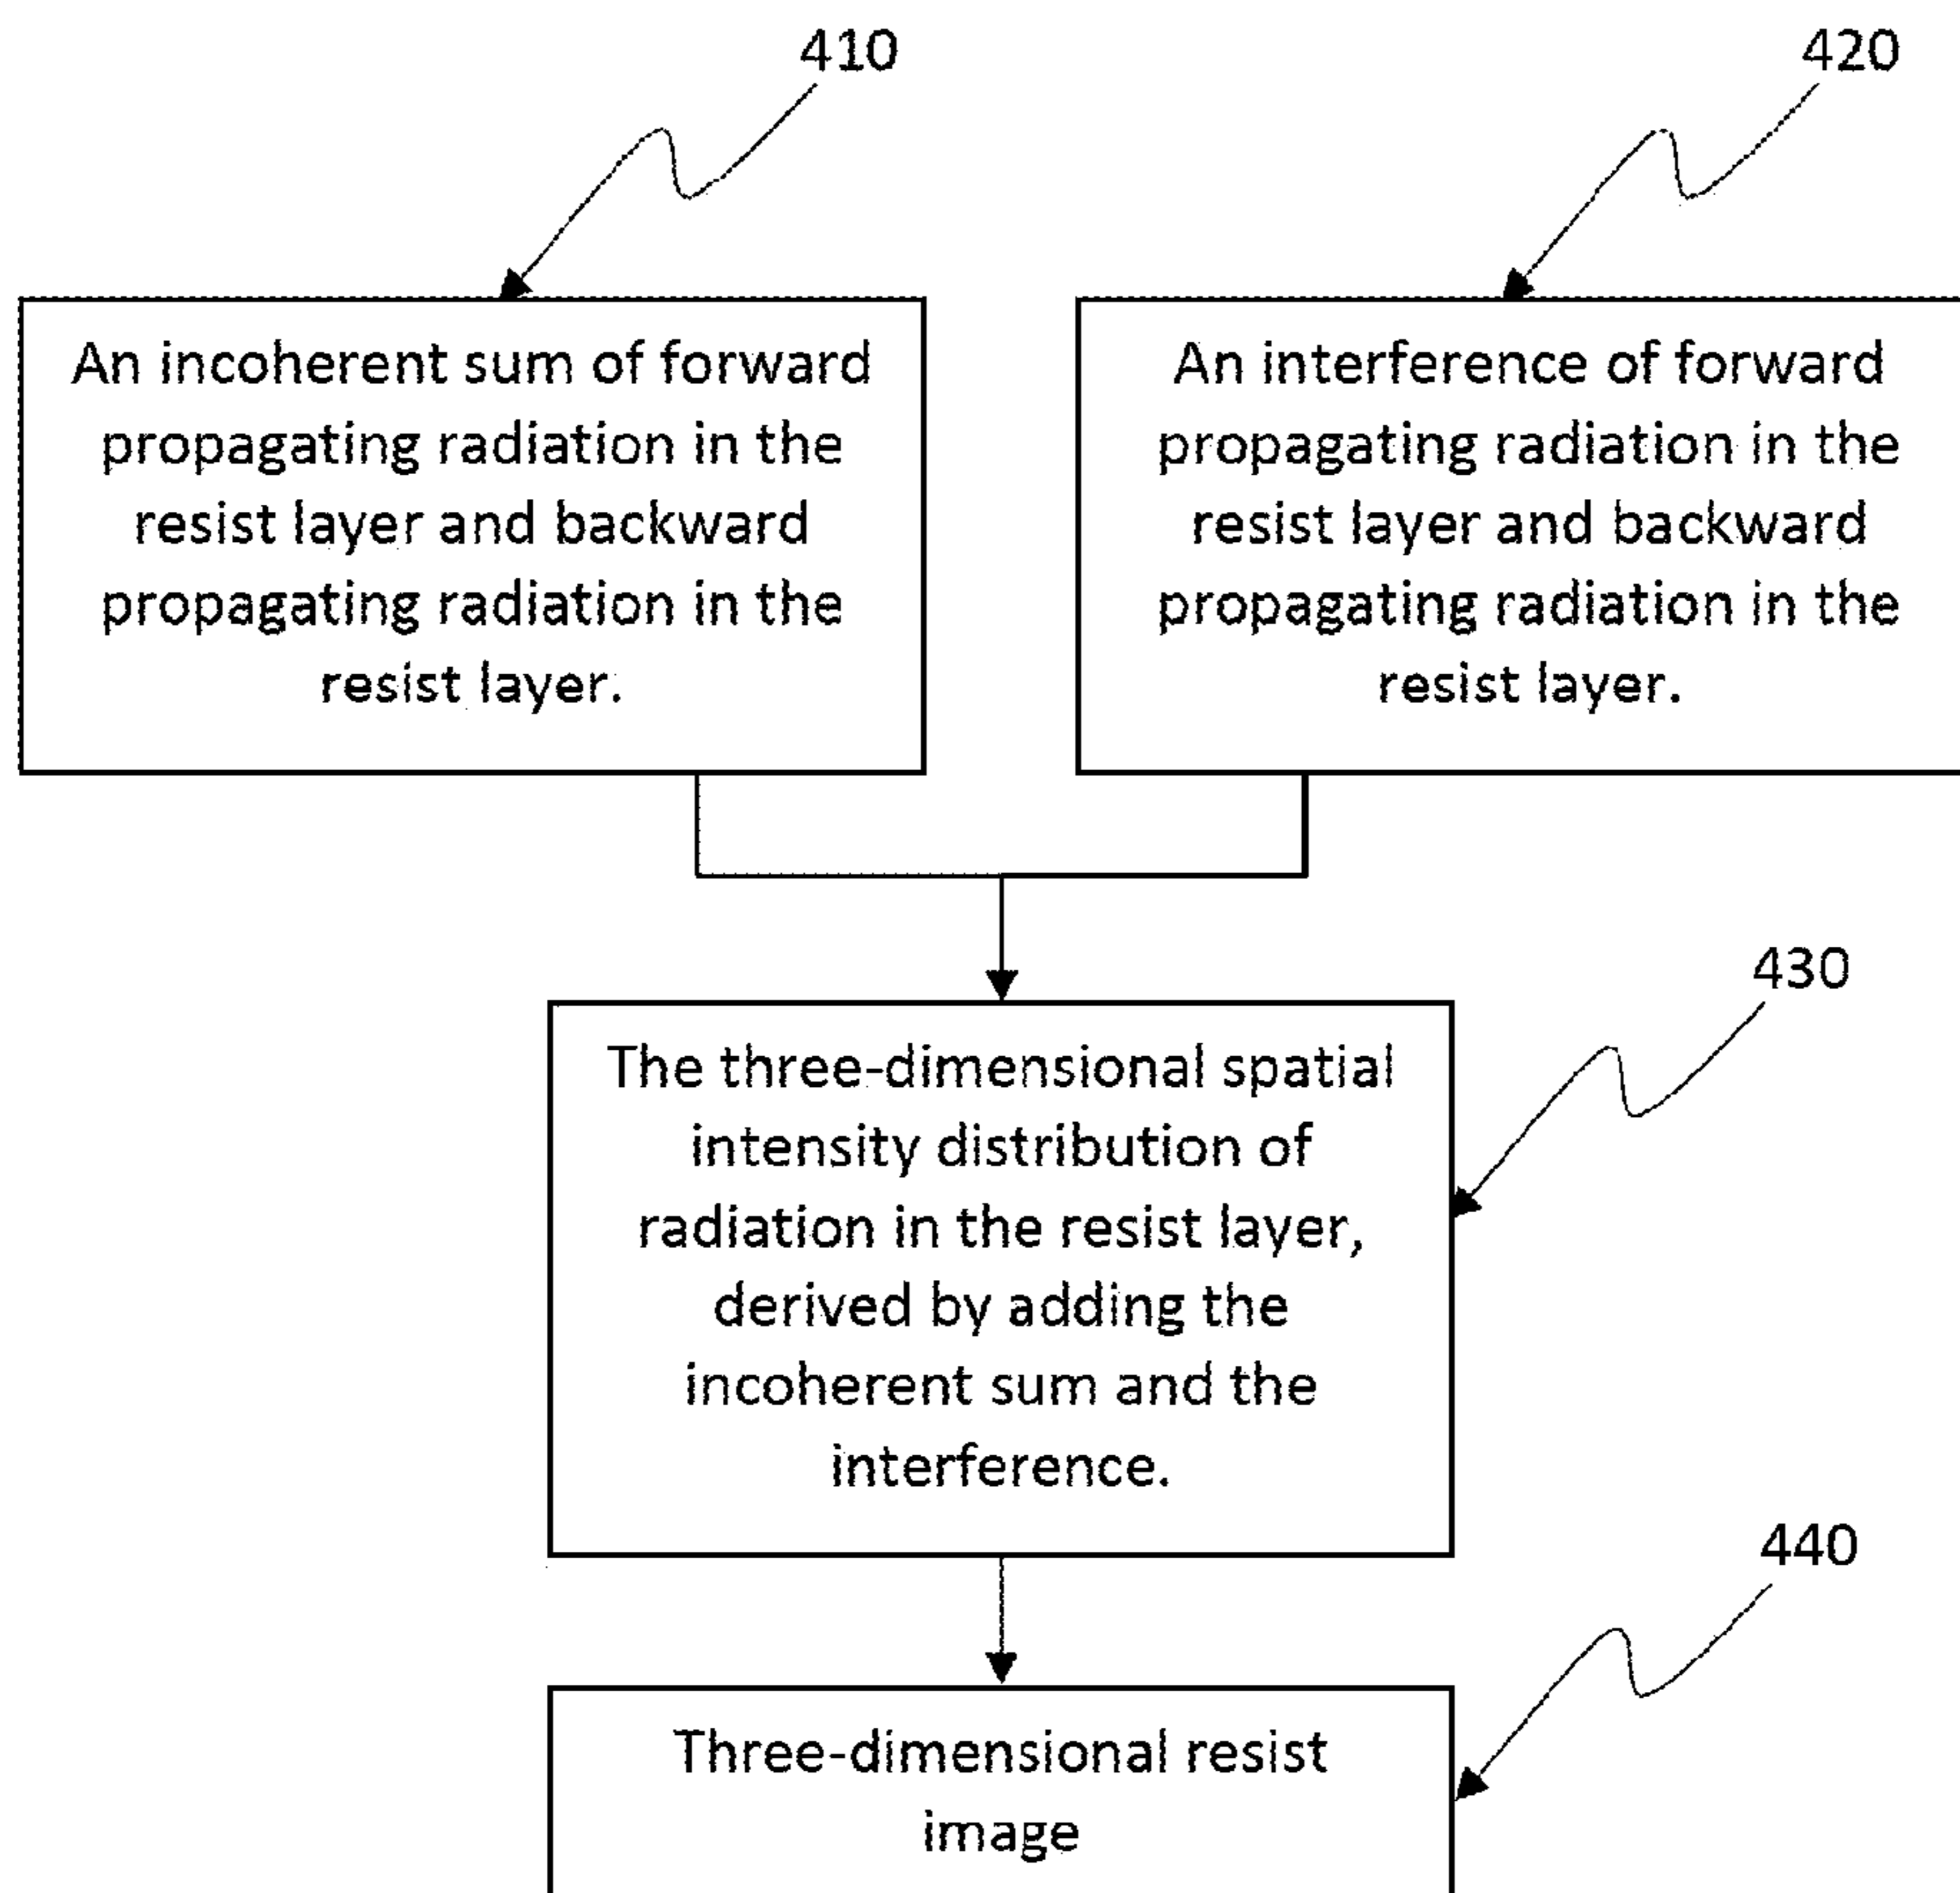 410
420
An incoherent sum of forward
propagating radiation in the
resist layer and backward
propagating radiation in the
resist layer.
An interference of forward
propagating radiation in the
resist layer and backward
propagating radiation in the
resist layer.
430
The three-dimensional spatial
intensity distribution of
radiation in the resist layer,
derived by adding the
incoherent sum and the
interference.
440
Three-dimensional resist
image